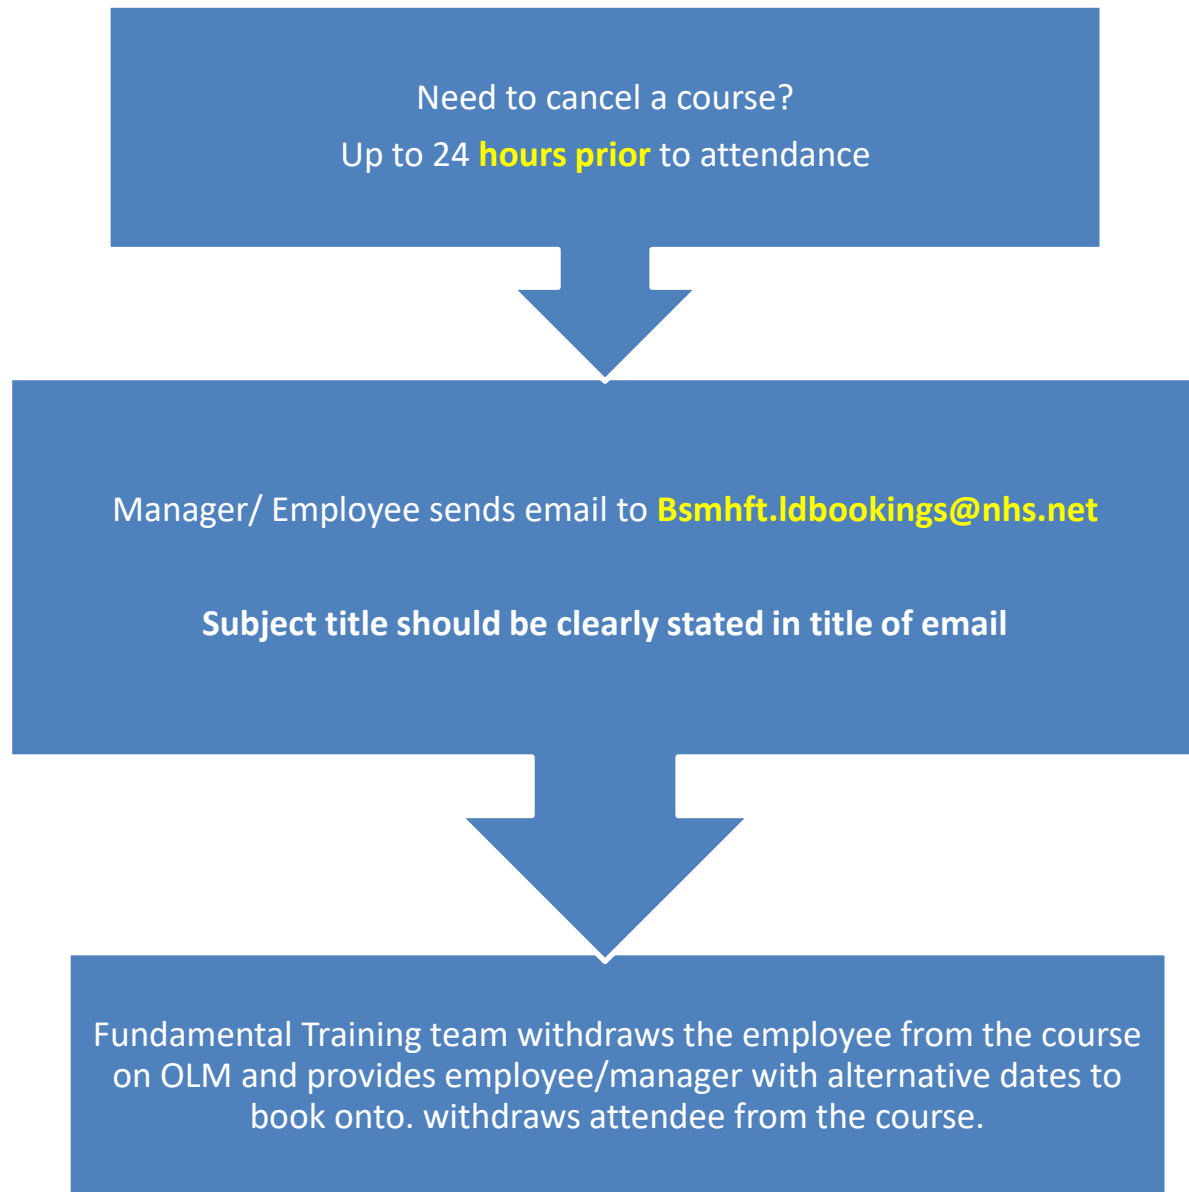 Need to cancel a course?
Up to 24 hours prior to attendance
Manager/ Employee sends email to Bsmhft.ldbookings@nhs.net
Subject title should be clearly stated in title of email
Fundamental Training team withdraws the employee from the course
on OLM and provides employee/manager with alternative dates to
book onto. withdraws attendee from the course.